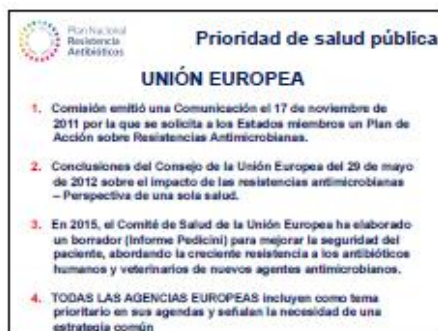 Plan Nacional
Resistencia
Antibióticos
Prioridad de salud pública
UNIÓN EUROPEA
1. Comisión emitió una Comunicación el 17 de noviembre de
2011 por la que se solicita a los Estados miembros un Plan de
Acción sobre Resistencias Antimicrobianas.
2. Conclusiones del Consejo de la Unión Europea del 29 de mayo
de 2012 sobre el impacto de las resistencias antimicrobianas
– Perspectiva de una sola salud.
3. En 2015, el Comité de Salud de la Unión Europea ha elaborado
un borrador (Informe Pedicini) para mejorar la seguridad del
paciente, abordando la creciente resistencia a los antibióticos
humanos y veterinarios de nuevos agentes antimicrobianos.
4. TODAS LAS AGENCIAS EUROPEAS incluyen como tema
prioritario en sus agendas y señalan la necesidad de una
estrategia común